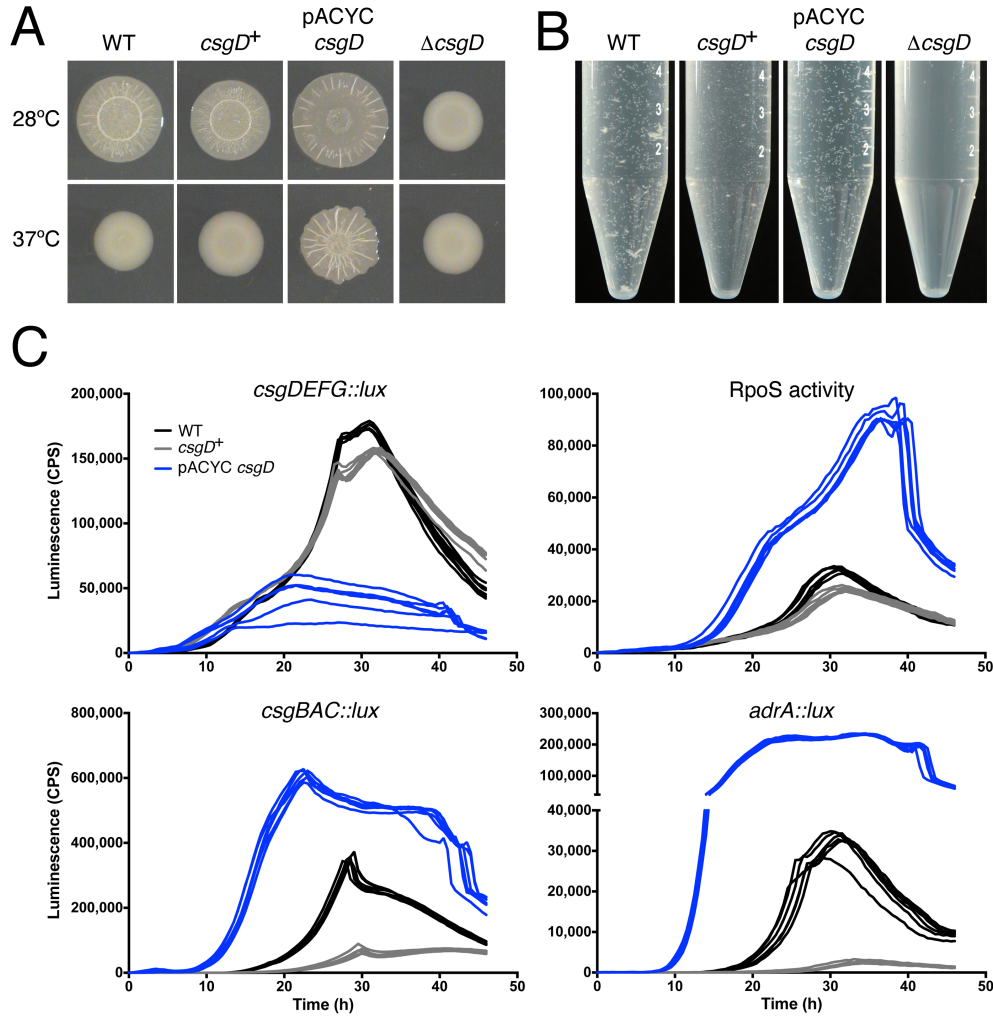 A
WT
csgD+
pACYC
csgD
ΔcsgD
28ºC
37ºC
B
WT
csgD+
pACYC
csgD
ΔcsgD
4
3
2
4
3
2
4
3
2
C
csgDEFG::lux
200,000
150,000
100,000
50,000
0
Luminescence (CPS)
WT
csgD+
pACYC csgD
0 10 20 30 40 50
RpoS activity
100,000
80,000
60,000
40,000
20,000
0
0 10 20 30 40 50
csgBAC::lux
800,000
600,000
400,000
200,000
0
Luminescence (CPS)
0 10 20 30 40 50
Time (h)
adrA::lux
300,000
200,000
100,000
40,000
30,000
20,000
10,000
0
0 10 20 30 40 50
Time (h)